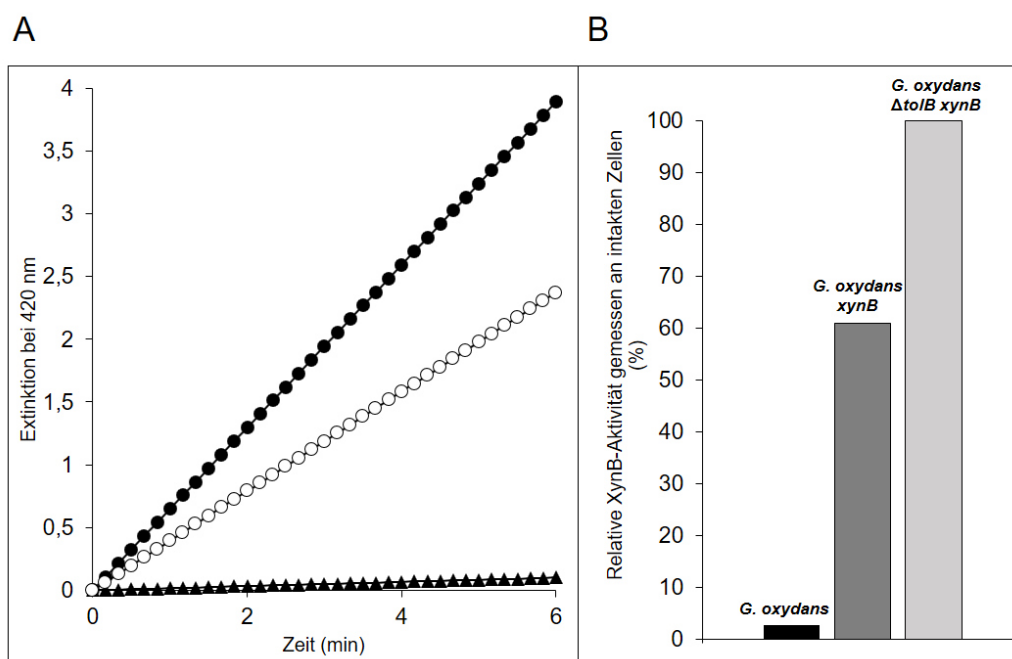 A
B
Extinktion bei 420 nm
4
3,5
3
2,5
2
1,5
1
0,5
0
0
2
4
6
Zeit (min)
Relative XynB-Aktivität gemessen an intakten Zellen
(%)
100
90
80
70
60
50
40
30
20
10
0
G. oxydans
G. oxydans
xynB
G. oxydans
ΔtolB xynB